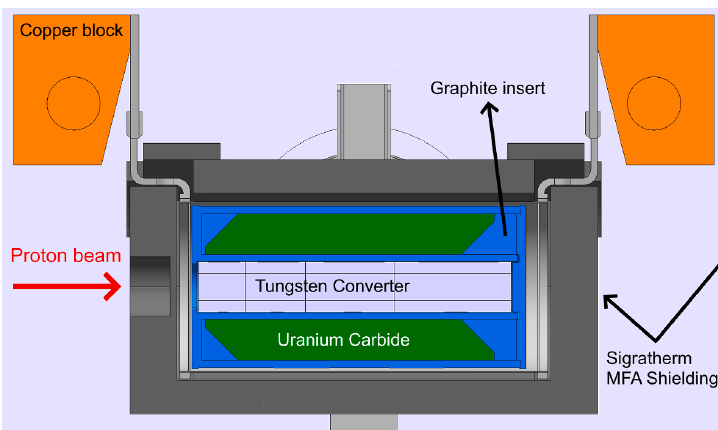 Copper block
Graphite insert
Proton beam
Tungsten Converter
Uranium Carbide
Sigratherm
MFA Shielding